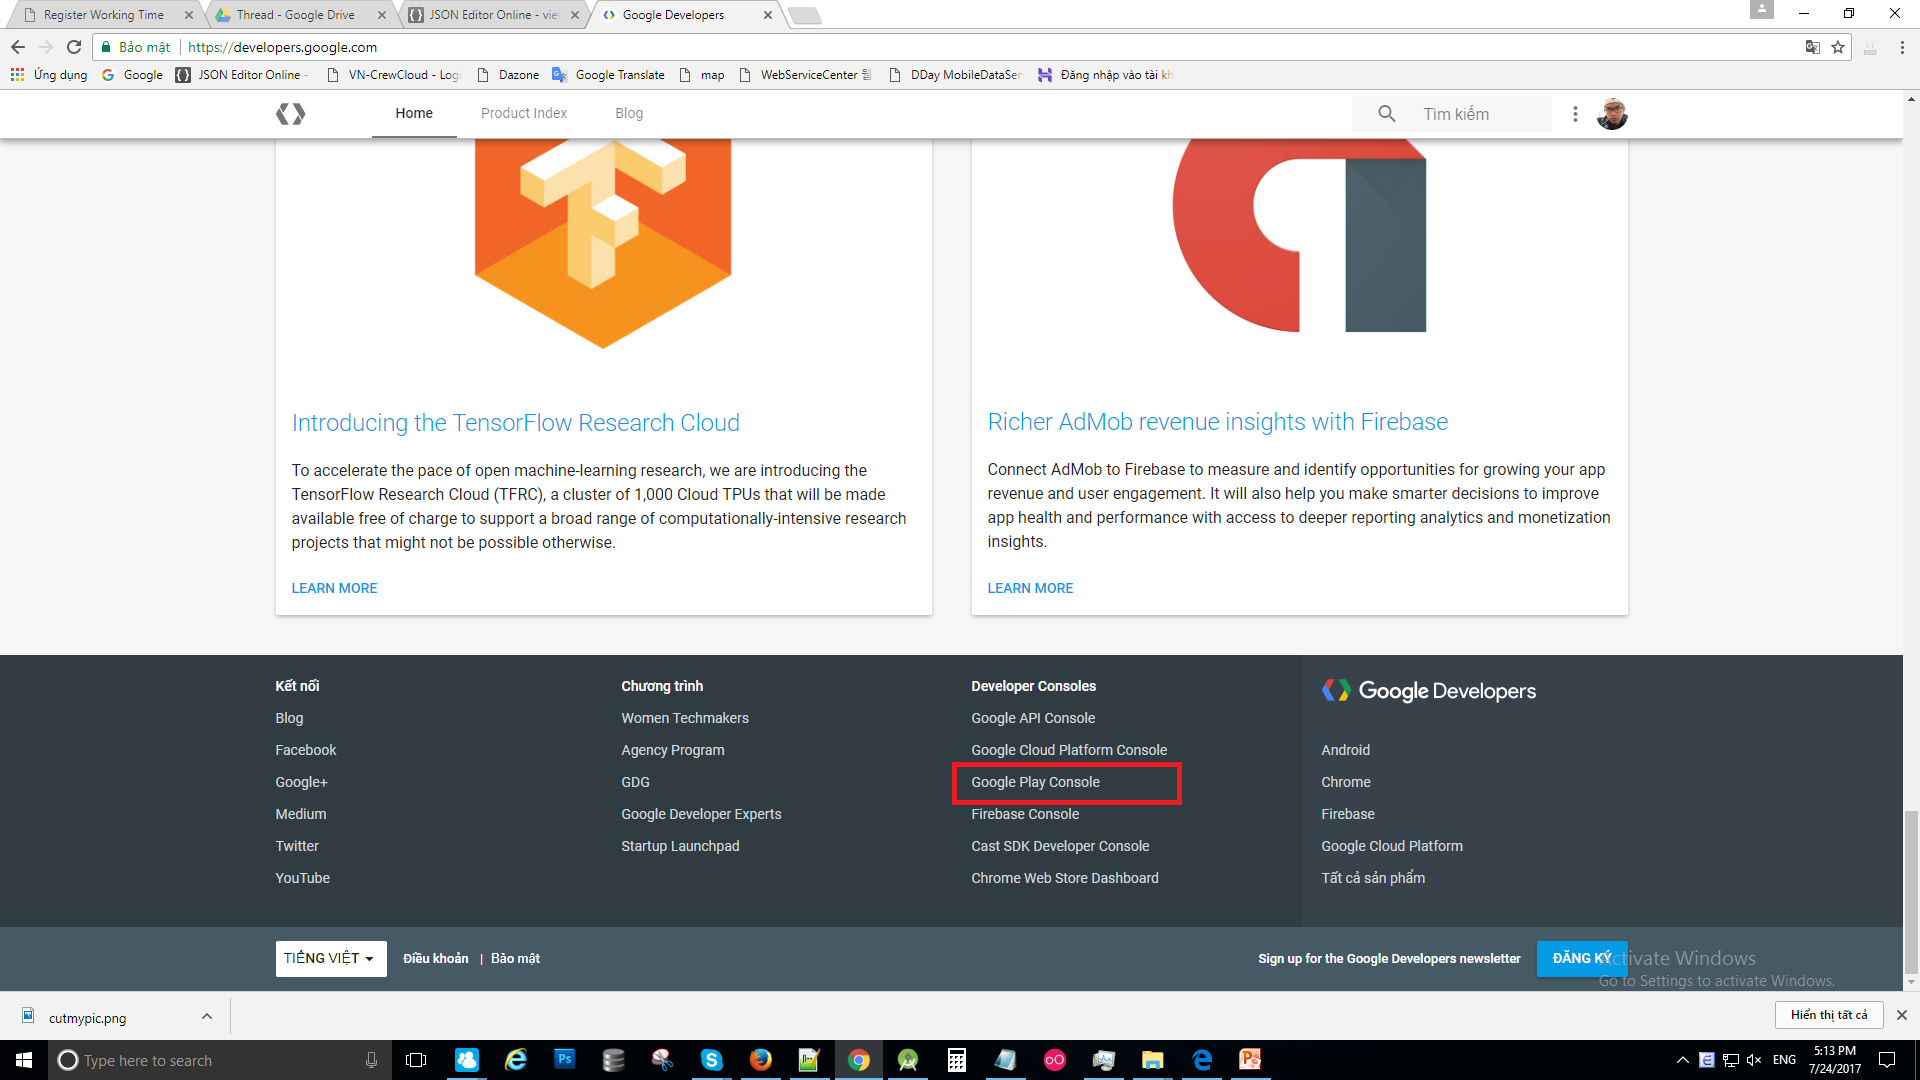 Register Working Time
Thread - Google Drive
JSON Editor Online - vie
Google Developers
Bảo mật
https://developers.google.com
Ứng dụng
Google
JSON Editor Online -
VN-CrewCloud - Log
Dazone
Google Translate
map
WebServiceCenter
DDay MobileDataSer
Đăng nhập vào tài kh
Home
Product Index
Blog
Tìm kiếm
Introducing the TensorFlow Research Cloud
To accelerate the pace of open machine-learning research, we are introducing the
TensorFlow Research Cloud (TFRC), a cluster of 1,000 Cloud TPUs that will be made
available free of charge to support a broad range of computationally-intensive research
projects that might not be possible otherwise.
LEARN MORE
Richer AdMob revenue insights with Firebase
Connect AdMob to Firebase to measure and identify opportunities for growing your app
revenue and user engagement. It will also help you make smarter decisions to improve
app health and performance with access to deeper reporting analytics and monetization
insights.
LEARN MORE
Kết nối
Blog
Facebook
Google+
Medium
Twitter
YouTube
Chương trình
Women Techmakers
Agency Program
GDG
Google Developer Experts
Startup Launchpad
Developer Consoles
Google API Console
Google Cloud Platform Console
Google Play Console
Firebase Console
Cast SDK Developer Console
Chrome Web Store Dashboard
Google Developers
Android
Chrome
Firebase
Google Cloud Platform
Tất cả sản phẩm
TIẾNG VIỆT
Điều khoản | Bảo mật
Sign up for the Google Developers newsletter
ĐĂNG KÝ
Activate Windows
Go to Settings to activate Windows.
cutmypic.png
Hiển thị tất cả
Type here to search
Ps
ENG
5:13 PM
7/24/2017